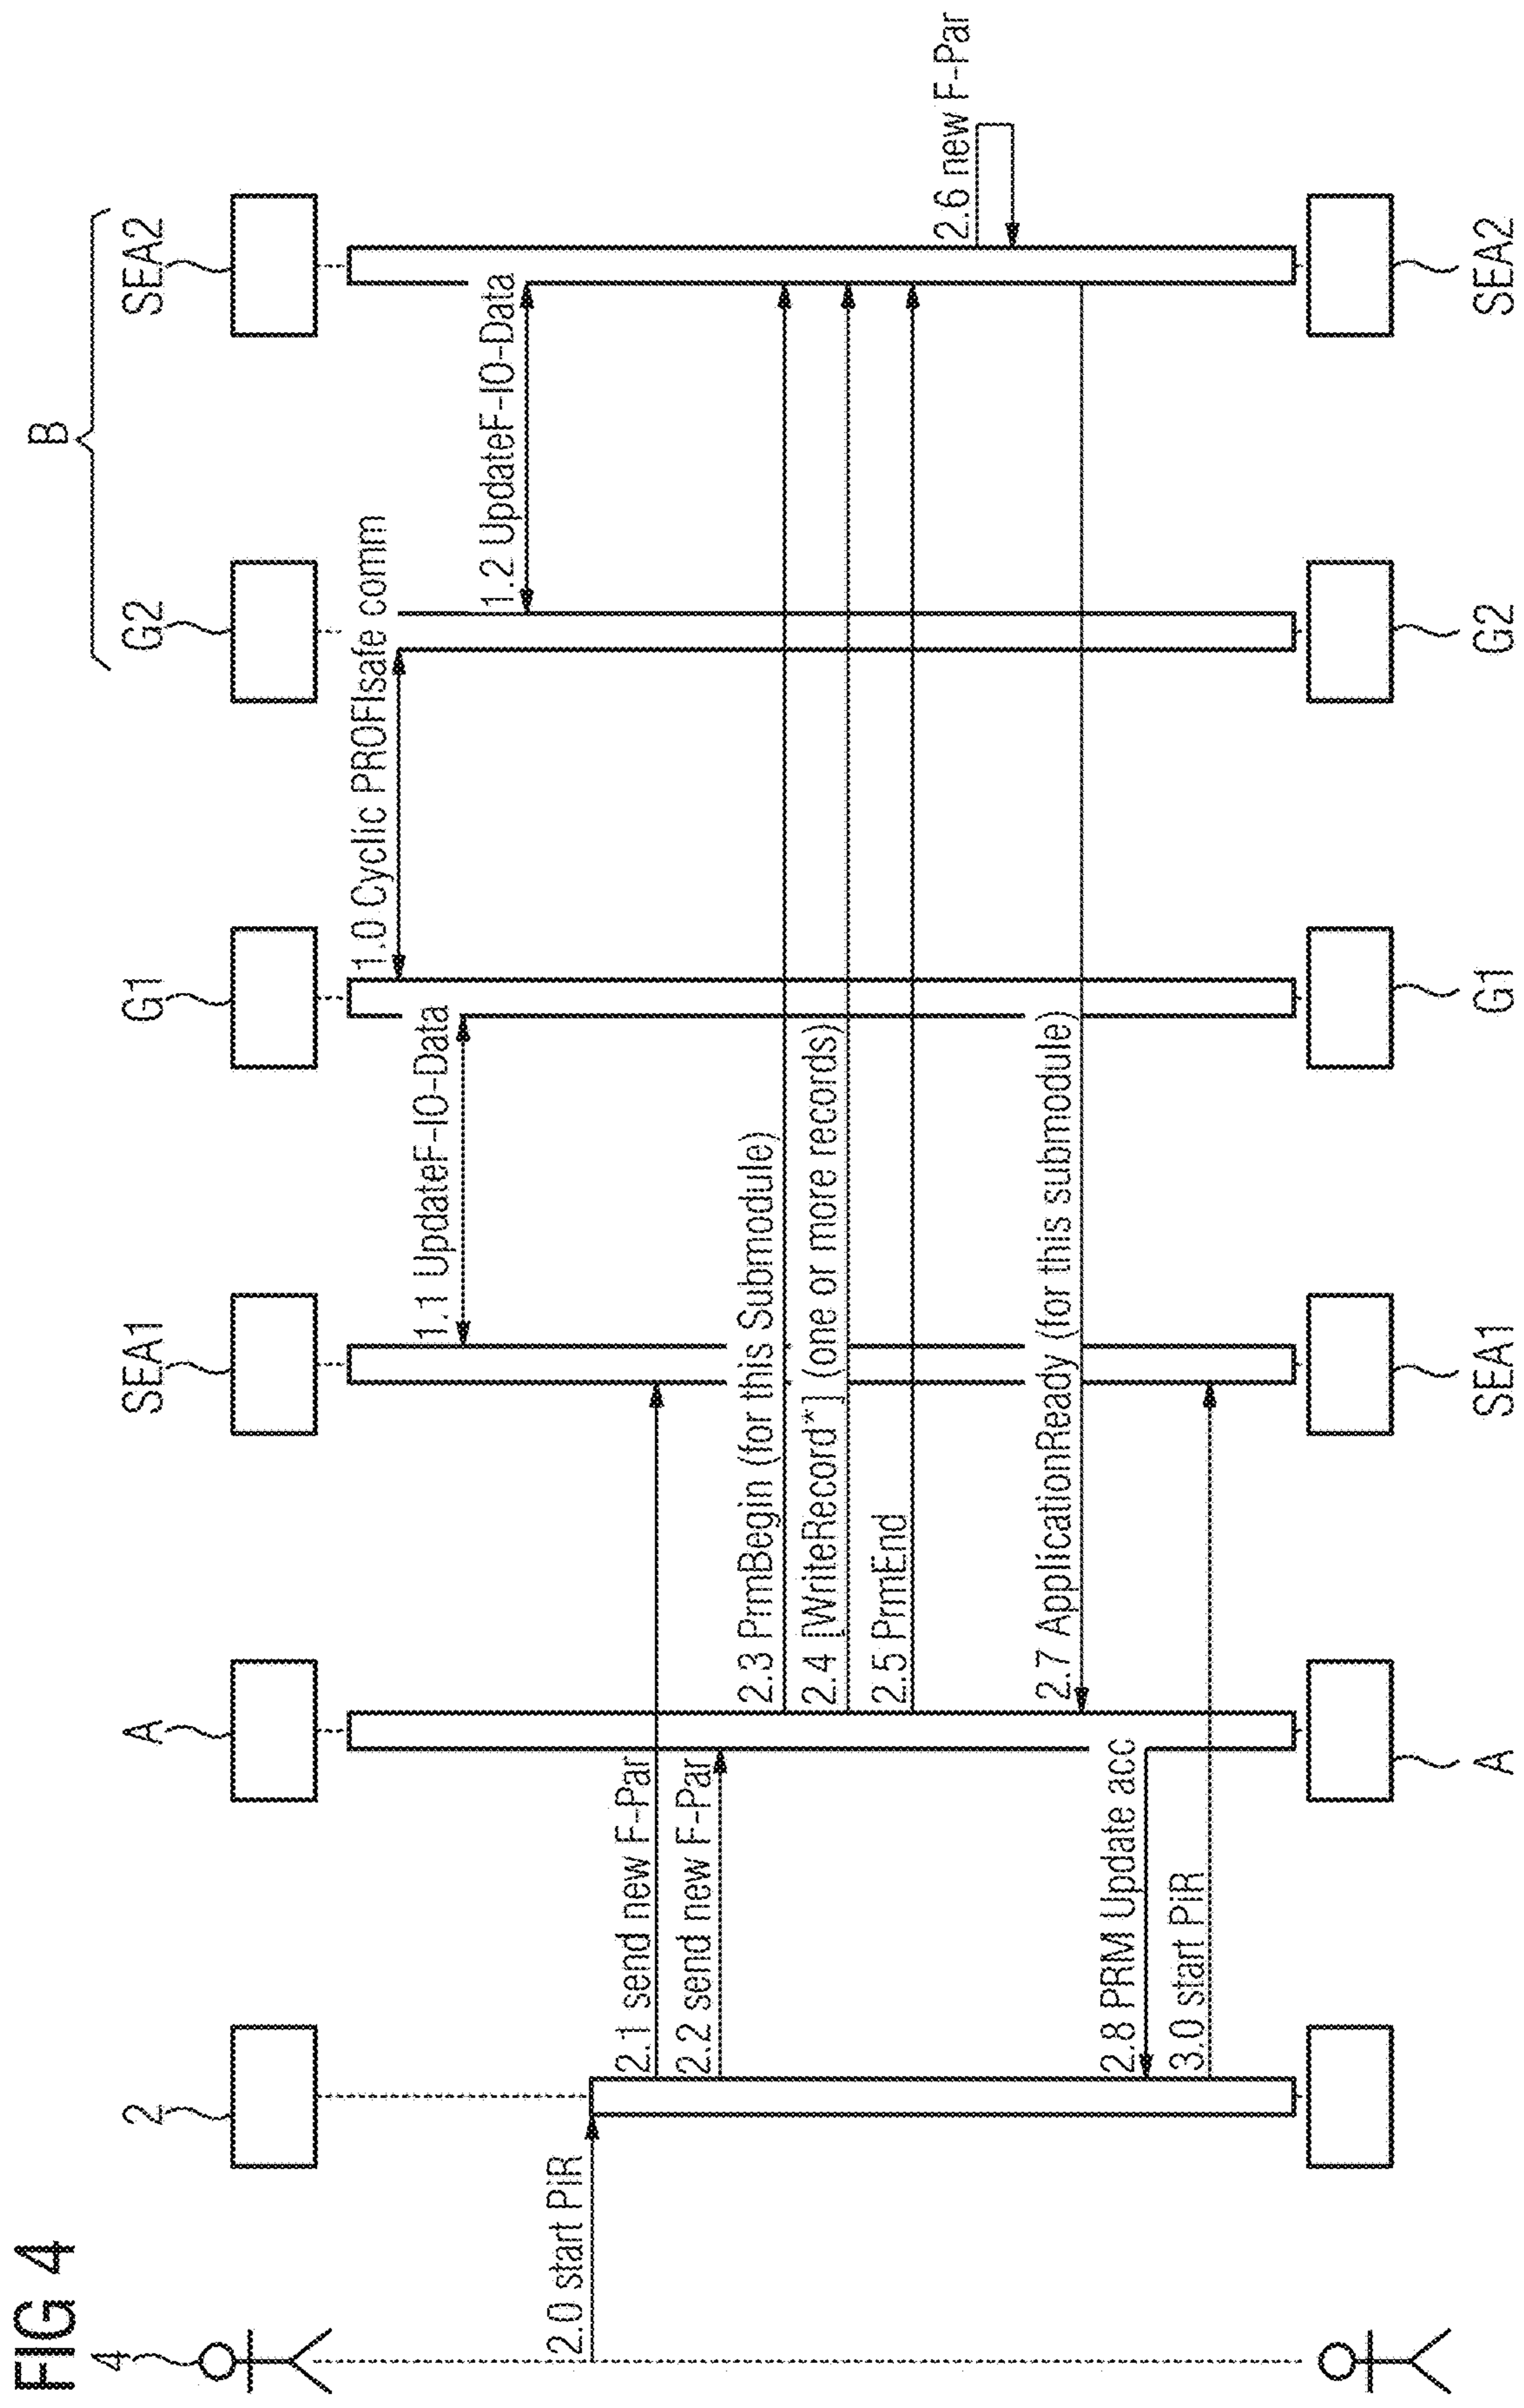 FIG 4
4
2
A
SEA1
G1
G2
SEA2
B
1.0 Cyclic PROFIsafe comm
1.1 UpdateF-IO-Data
1.2 UpdateF-IO-Data
2.0 start PiR
2.1 send new F-Par
2.2 send new F-Par
2.3 PrmBegin (for this Submodule)
2.4 [WriteRecord*] (one or more records)
2.5 PrmEnd
2.6 new F-Par
2.7 ApplicationReady (for this submodule)
2.8 PRM Update acc
3.0 start PiR
A
SEA1
G1
G2
SEA2